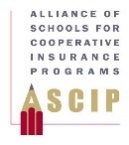 ALLIANCE OF
SCHOOLS FOR
COOPERATIVE
INSURANCE
PROGRAMS
ASCIP